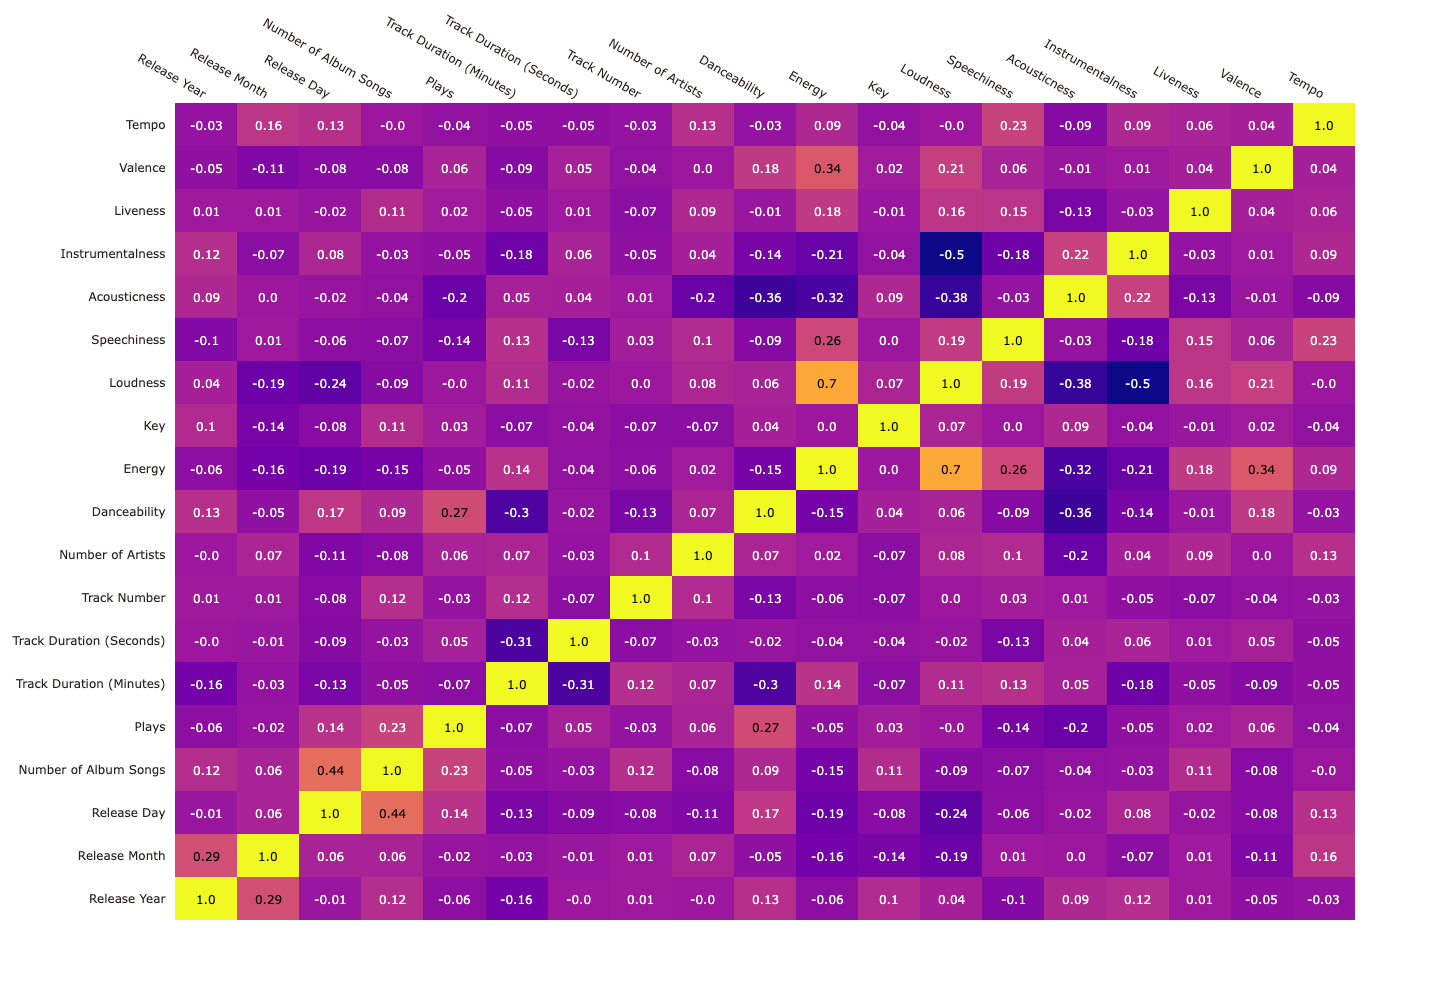 Release Year
Release Month
Release Day
Number of Album Songs
Plays
Track Duration (Minutes)
Track Duration (Seconds)
Track Number
Number of Artists
Danceability
Energy
Key
Loudness
Speechiness
Acousticness
Instrumentalness
Liveness
Valence
Tempo
Tempo -0.03 0.16 0.13 -0.0 -0.04 -0.05 -0.05 -0.03 0.13 -0.03 0.09 -0.04 -0.0 0.23 -0.09 0.09 0.06 0.04 1.0
Valence -0.05 -0.11 -0.08 -0.08 0.06 -0.09 0.05 -0.04 0.0 0.18 0.34 0.02 0.21 0.06 -0.01 0.01 0.04 1.0 0.04
Liveness 0.01 0.01 -0.02 0.11 0.02 -0.05 0.01 -0.07 0.09 -0.01 0.18 -0.01 0.16 0.15 -0.13 -0.03 1.0 0.04 0.06
Instrumentalness 0.12 -0.07 0.08 -0.03 -0.05 -0.18 0.06 -0.05 0.04 -0.14 -0.21 -0.04 -0.5 -0.18 0.22 1.0 -0.03 0.01 0.09
Acousticness 0.09 0.0 -0.02 -0.04 -0.2 0.05 0.04 0.01 -0.2 -0.36 -0.32 0.09 -0.38 -0.03 1.0 0.22 -0.13 -0.01 -0.09
Speechiness -0.1 0.01 -0.06 -0.07 -0.14 0.13 -0.13 0.03 0.1 -0.09 0.26 0.0 0.19 1.0 -0.03 -0.18 0.15 0.06 0.23
Loudness 0.04 -0.19 -0.24 -0.09 -0.0 0.11 -0.02 0.0 0.08 0.06 0.7 0.07 1.0 0.19 -0.38 -0.5 0.16 0.21 -0.0
Key 0.1 -0.14 -0.08 0.11 0.03 -0.07 -0.04 -0.07 -0.07 0.04 0.0 1.0 0.07 0.0 0.09 -0.04 -0.01 0.02 -0.04
Energy -0.06 -0.16 -0.19 -0.15 -0.05 0.14 -0.04 -0.06 0.02 -0.15 1.0 0.0 0.7 0.26 -0.32 -0.21 0.18 0.34 0.09
Danceability 0.13 -0.05 0.17 0.09 0.27 -0.3 -0.02 -0.13 0.07 1.0 -0.15 0.04 0.06 -0.09 -0.36 -0.14 -0.01 0.18 -0.03
Number of Artists -0.0 0.07 -0.11 -0.08 0.06 0.07 -0.03 0.1 1.0 0.07 0.02 -0.07 0.08 0.1 -0.2 0.04 0.09 0.0 0.13
Track Number 0.01 0.01 -0.08 0.12 -0.03 0.12 -0.07 1.0 0.1 -0.13 -0.06 -0.07 0.0 0.03 0.01 -0.05 -0.07 -0.04 -0.03
Track Duration (Seconds) -0.0 -0.01 -0.09 -0.03 0.05 -0.31 1.0 -0.07 -0.03 -0.02 -0.04 -0.04 -0.02 -0.13 0.04 0.06 0.01 0.05 -0.05
Track Duration (Minutes) -0.16 -0.03 -0.13 -0.05 -0.07 1.0 -0.31 0.12 0.07 -0.3 0.14 -0.07 0.11 0.13 0.05 -0.18 -0.05 -0.09 -0.05
Plays -0.06 -0.02 0.14 0.23 1.0 -0.07 0.05 -0.03 0.06 0.27 -0.05 0.03 -0.0 -0.14 -0.2 -0.05 0.02 0.06 -0.04
Number of Album Songs 0.12 0.06 0.44 1.0 0.23 -0.05 -0.03 0.12 -0.08 0.09 -0.15 0.11 -0.09 -0.07 -0.04 -0.03 0.11 -0.08 -0.0
Release Day -0.01 0.06 1.0 0.44 0.14 -0.13 -0.09 -0.08 -0.11 0.17 -0.19 -0.08 -0.24 -0.06 -0.02 0.08 -0.02 -0.08 0.13
Release Month 0.29 1.0 0.06 0.06 -0.02 -0.03 -0.01 0.01 0.07 -0.05 -0.16 -0.14 -0.19 0.01 0.0 -0.07 0.01 -0.11 0.16
Release Year 1.0 0.29 -0.01 0.12 -0.06 -0.16 -0.0 0.01 -0.0 0.13 -0.06 0.1 0.04 -0.1 0.09 0.12 0.01 -0.05 -0.03